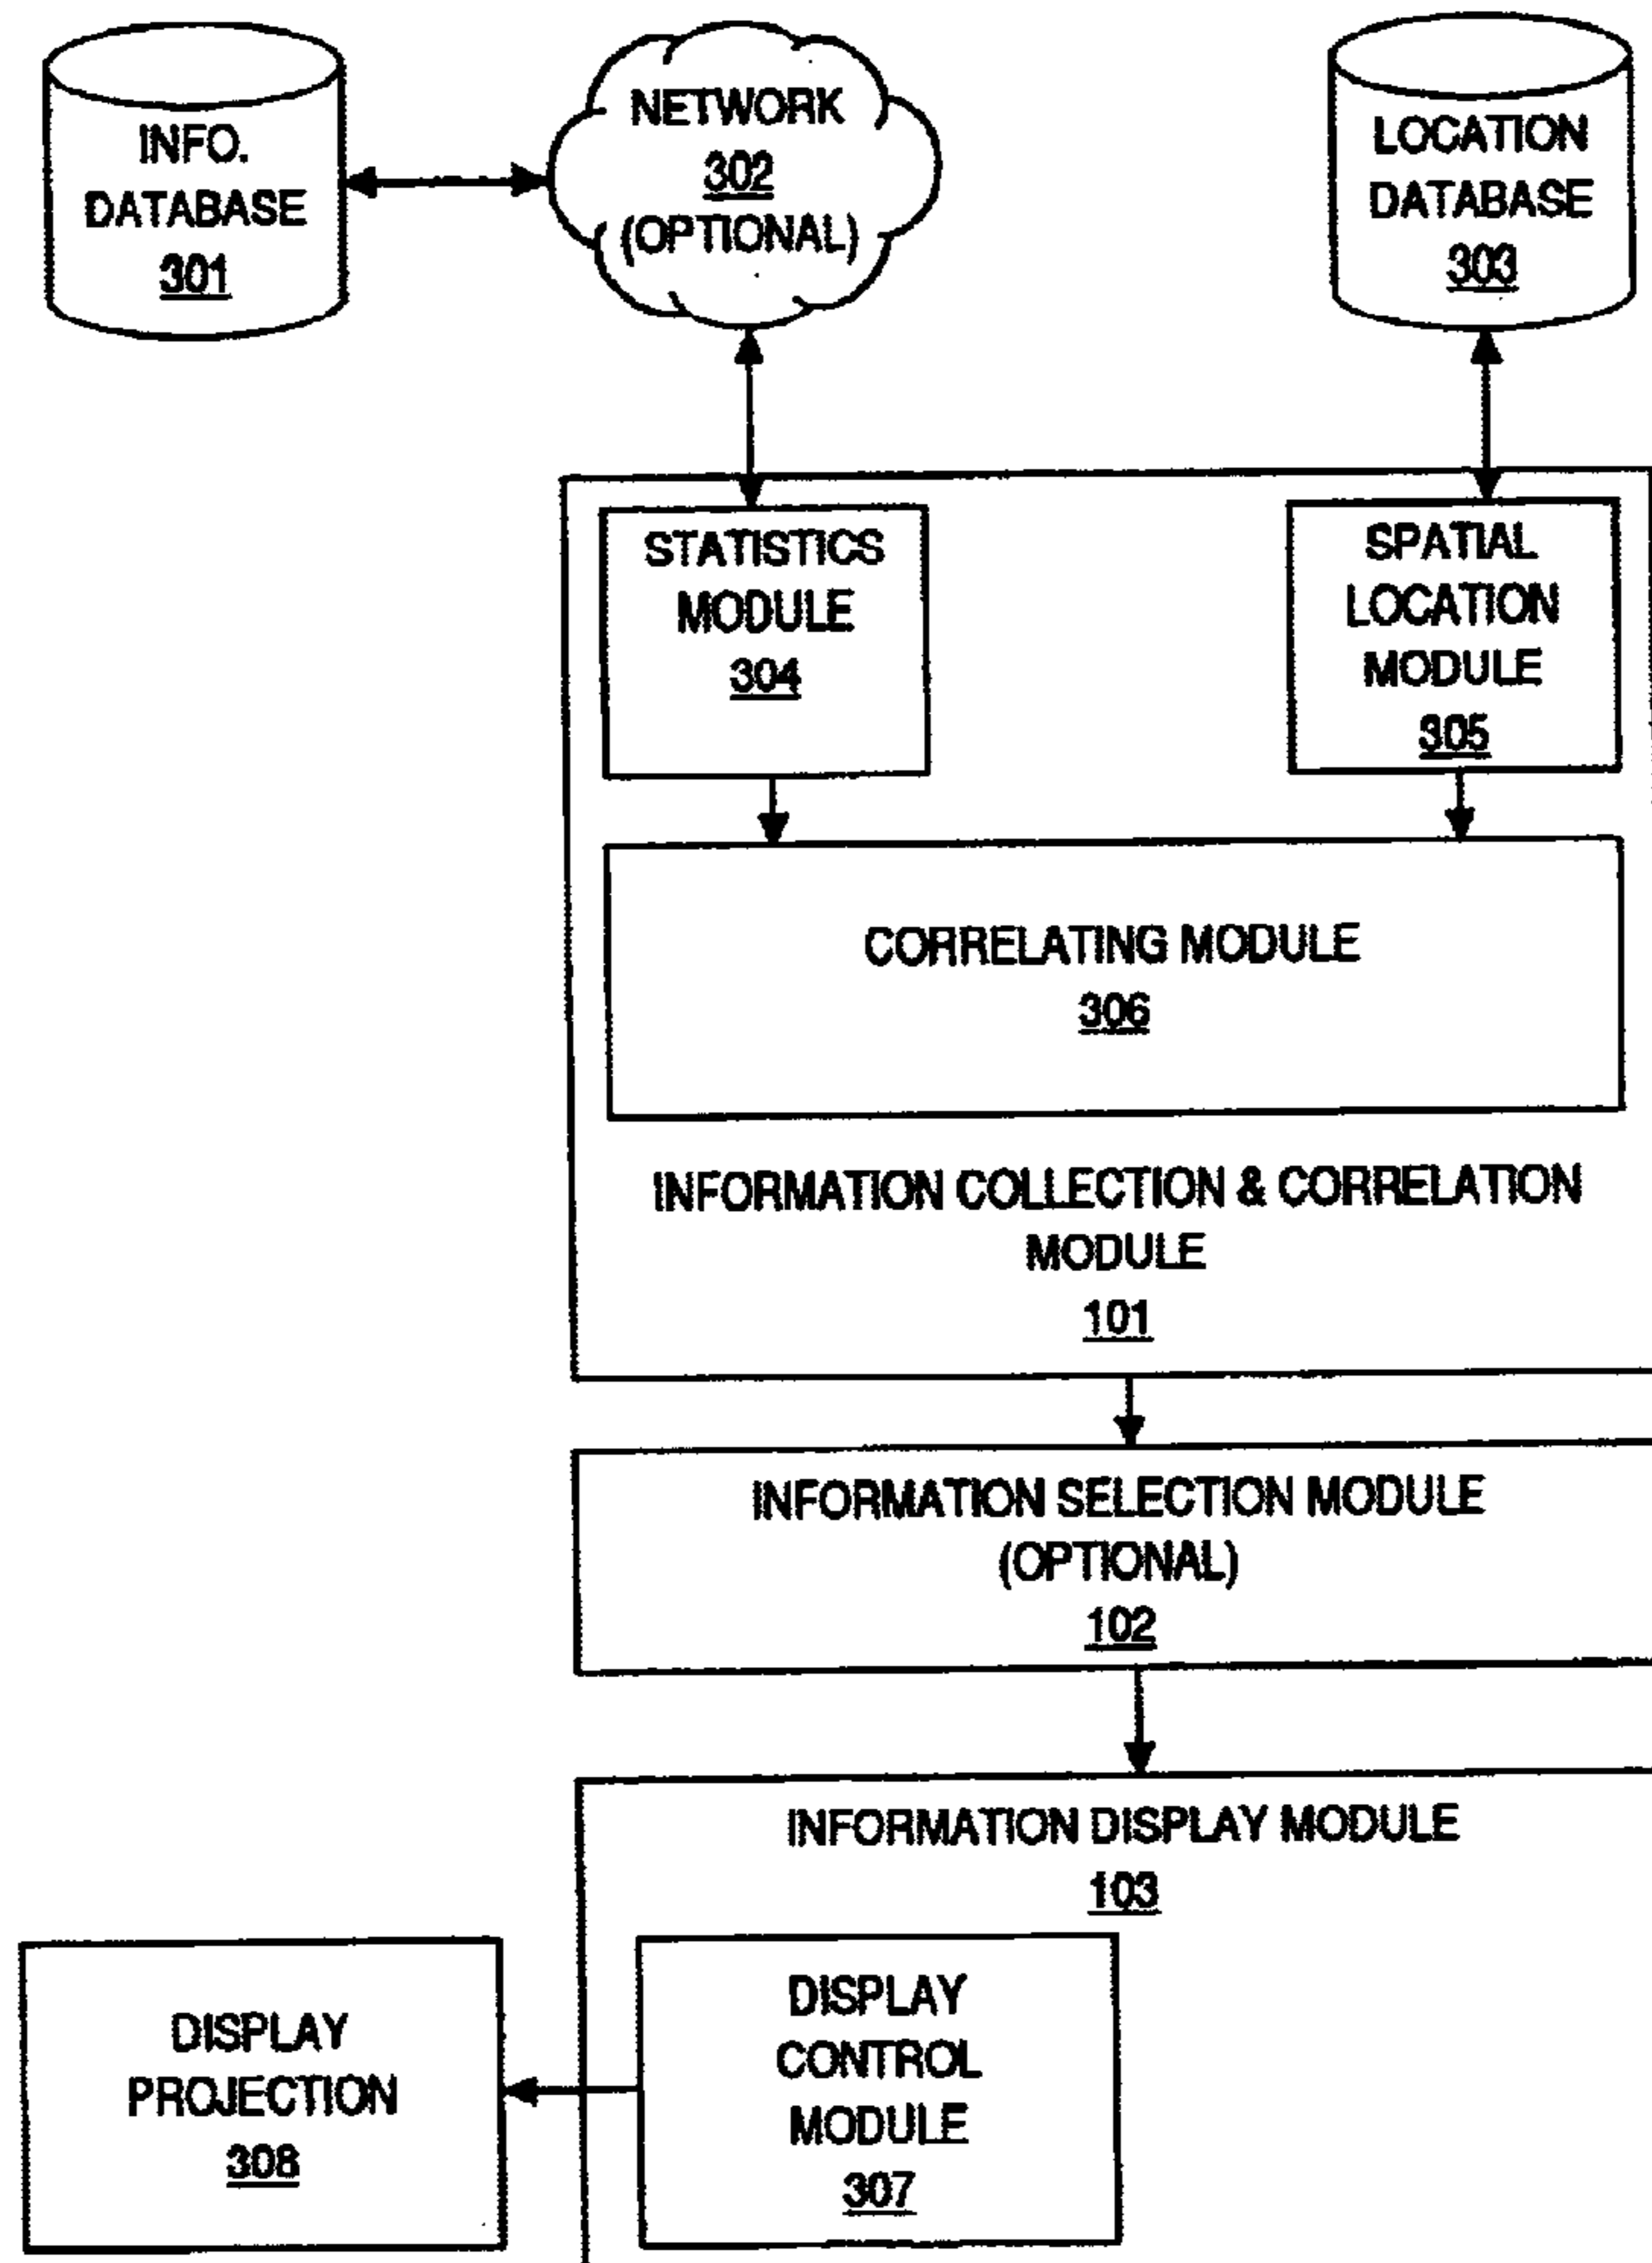 INFO.
DATABASE
301
NETWORK
302
(OPTIONAL)
LOCATION
DATABASE
303
STATISTICS
MODULE
304
SPATIAL
LOCATION
MODULE
305
CORRELATING MODULE
306
INFORMATION COLLECTION & CORRELATION
MODULE
101
INFORMATION SELECTION MODULE
(OPTIONAL)
102
INFORMATION DISPLAY MODULE
103
DISPLAY
PROJECTION
308
DISPLAY
CONTROL
MODULE
307